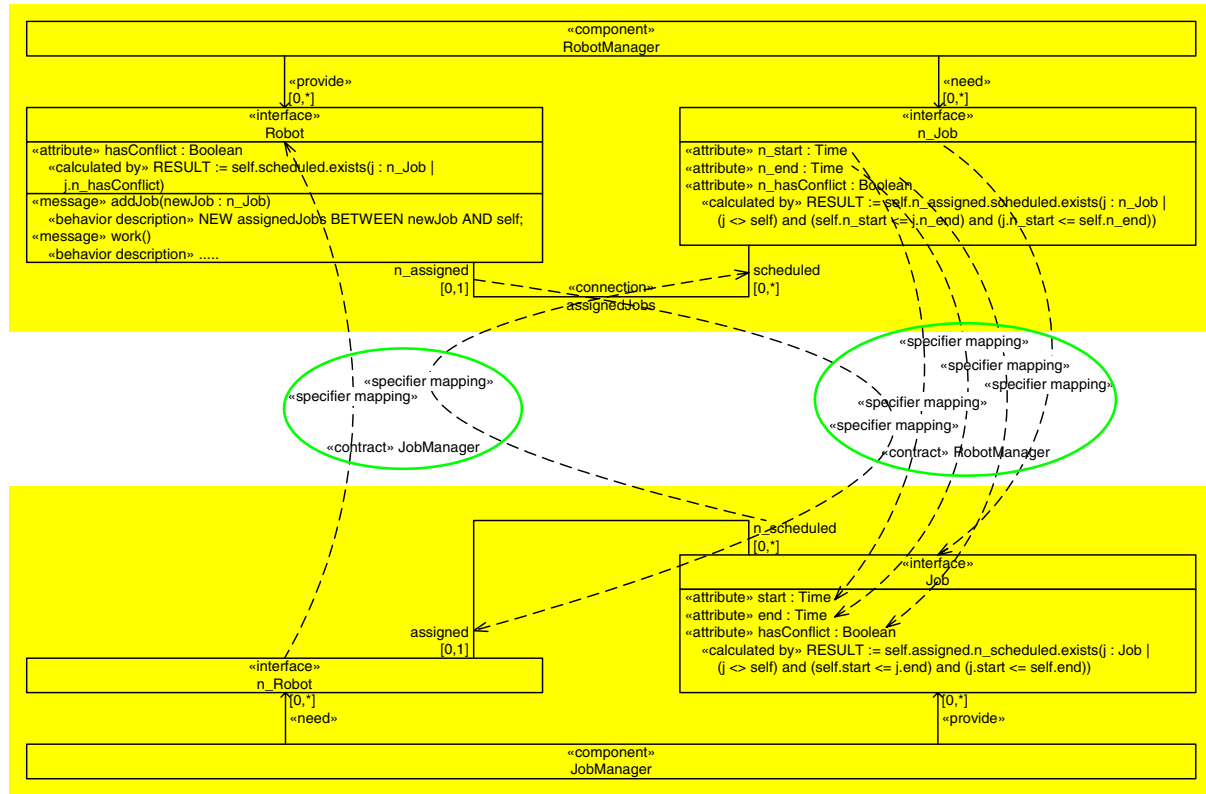 «component»
RobotManager
«provide»
[0,*]
«need»
[0,*]
«interface»
Robot
«attribute» hasConflict : Boolean
«calculated by» RESULT := self.scheduled.exists(j : n_Job |
j.n_hasConflict)
«message» addJob(newJob : n_Job)
«behavior description» NEW assignedJobs BETWEEN newJob AND self;
«message» work()
«behavior description» .....
«interface»
n_Job
«attribute» n_start : Time
«attribute» n_end : Time
«attribute» n_hasConflict : Boolean
«calculated by» RESULT := self.n_assigned.scheduled.exists(j : n_Job |
(j <> self) and (self.n_start <= j.n_end) and (j.n_start <= self.n_end))
n_assigned
[0,1]
«connection»
assignedJobs
scheduled
[0,*]
«specifier mapping»
«specifier mapping»
«contract» JobManager
«specifier mapping»
«specifier mapping»
«specifier mapping»
«specifier mapping»
«specifier mapping»
«contract» RobotManager
n_scheduled
[0,*]
assigned
[0,1]
«interface»
n_Robot
[0,*]
«need»
«interface»
Job
«attribute» start : Time
«attribute» end : Time
«attribute» hasConflict : Boolean
«calculated by» RESULT := self.assigned.n_scheduled.exists(j : Job |
(j <> self) and (self.start <= j.end) and (j.start <= self.end))
[0,*]
«provide»
«component»
JobManager